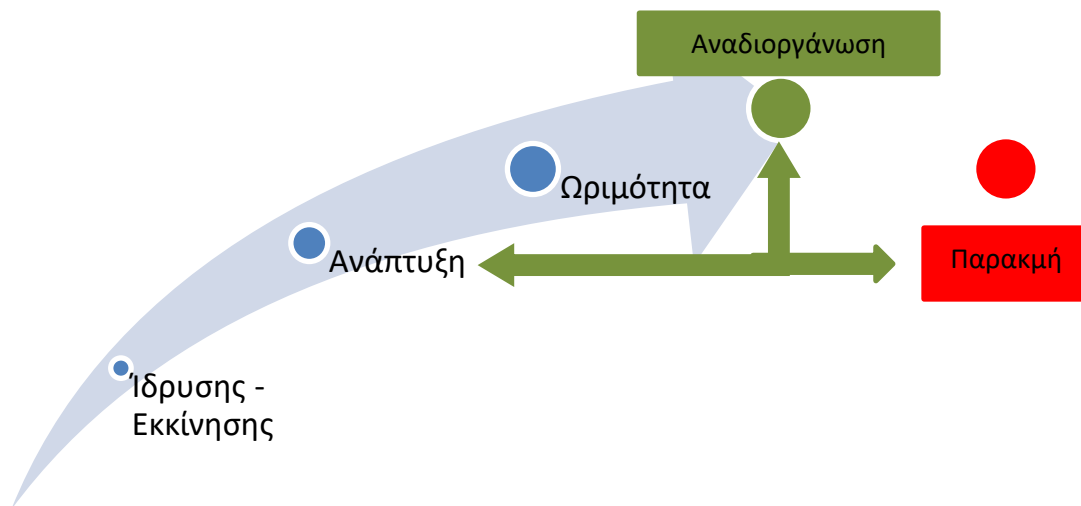 Αναδιοργάνωση
Ωριμότητα
Ανάπτυξη
Παρακμή
Ίδρυσης -
Εκκίνησης